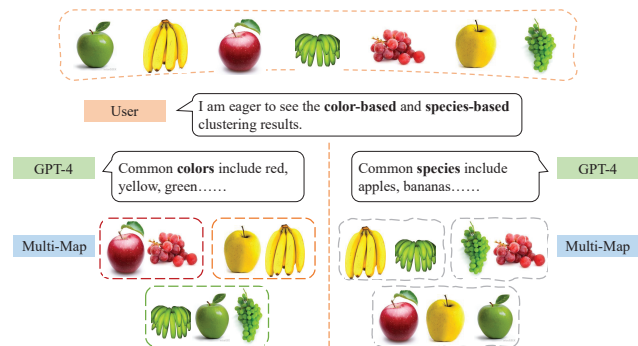 User
I am eager to see the color-based and species-based
clustering results.
GPT-4
Common colors include red,
yellow, green......
Common species include
apples, bananas......
GPT-4
Multi-Map
Multi-Map